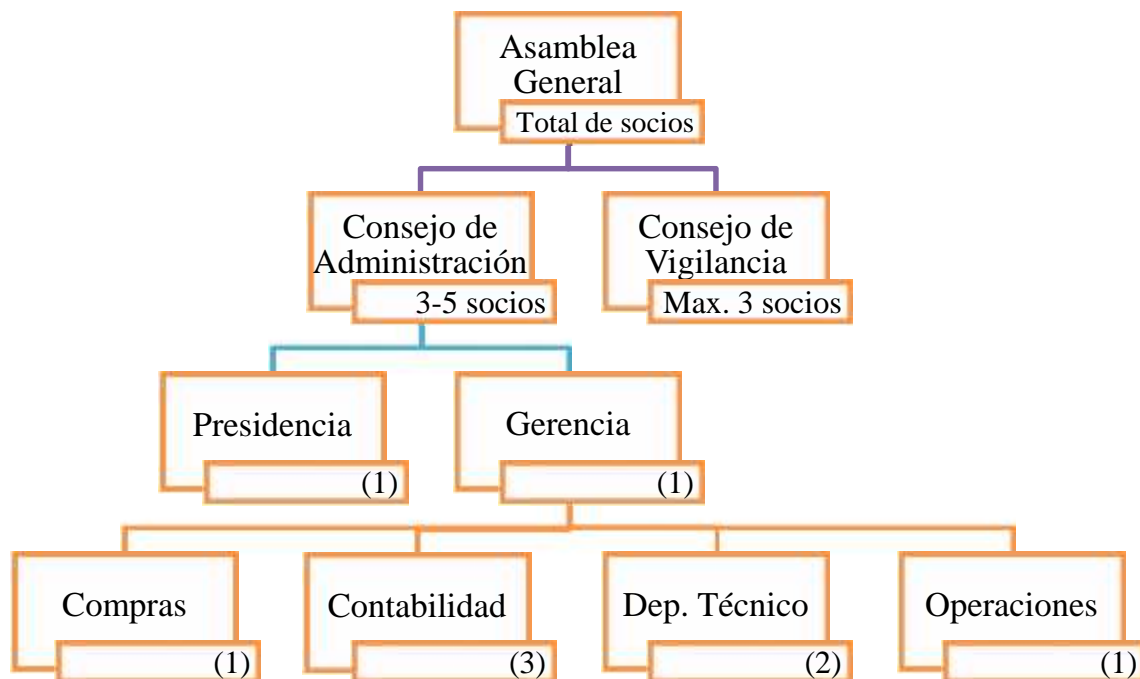 Asamblea
General
Total de socios
Consejo de
Administración
3-5 socios
Consejo de
Vigilancia
Max. 3 socios
Presidencia
(1)
Gerencia
(1)
Compras
(1)
Contabilidad
(3)
Dep. Técnico
(2)
Operaciones
(1)